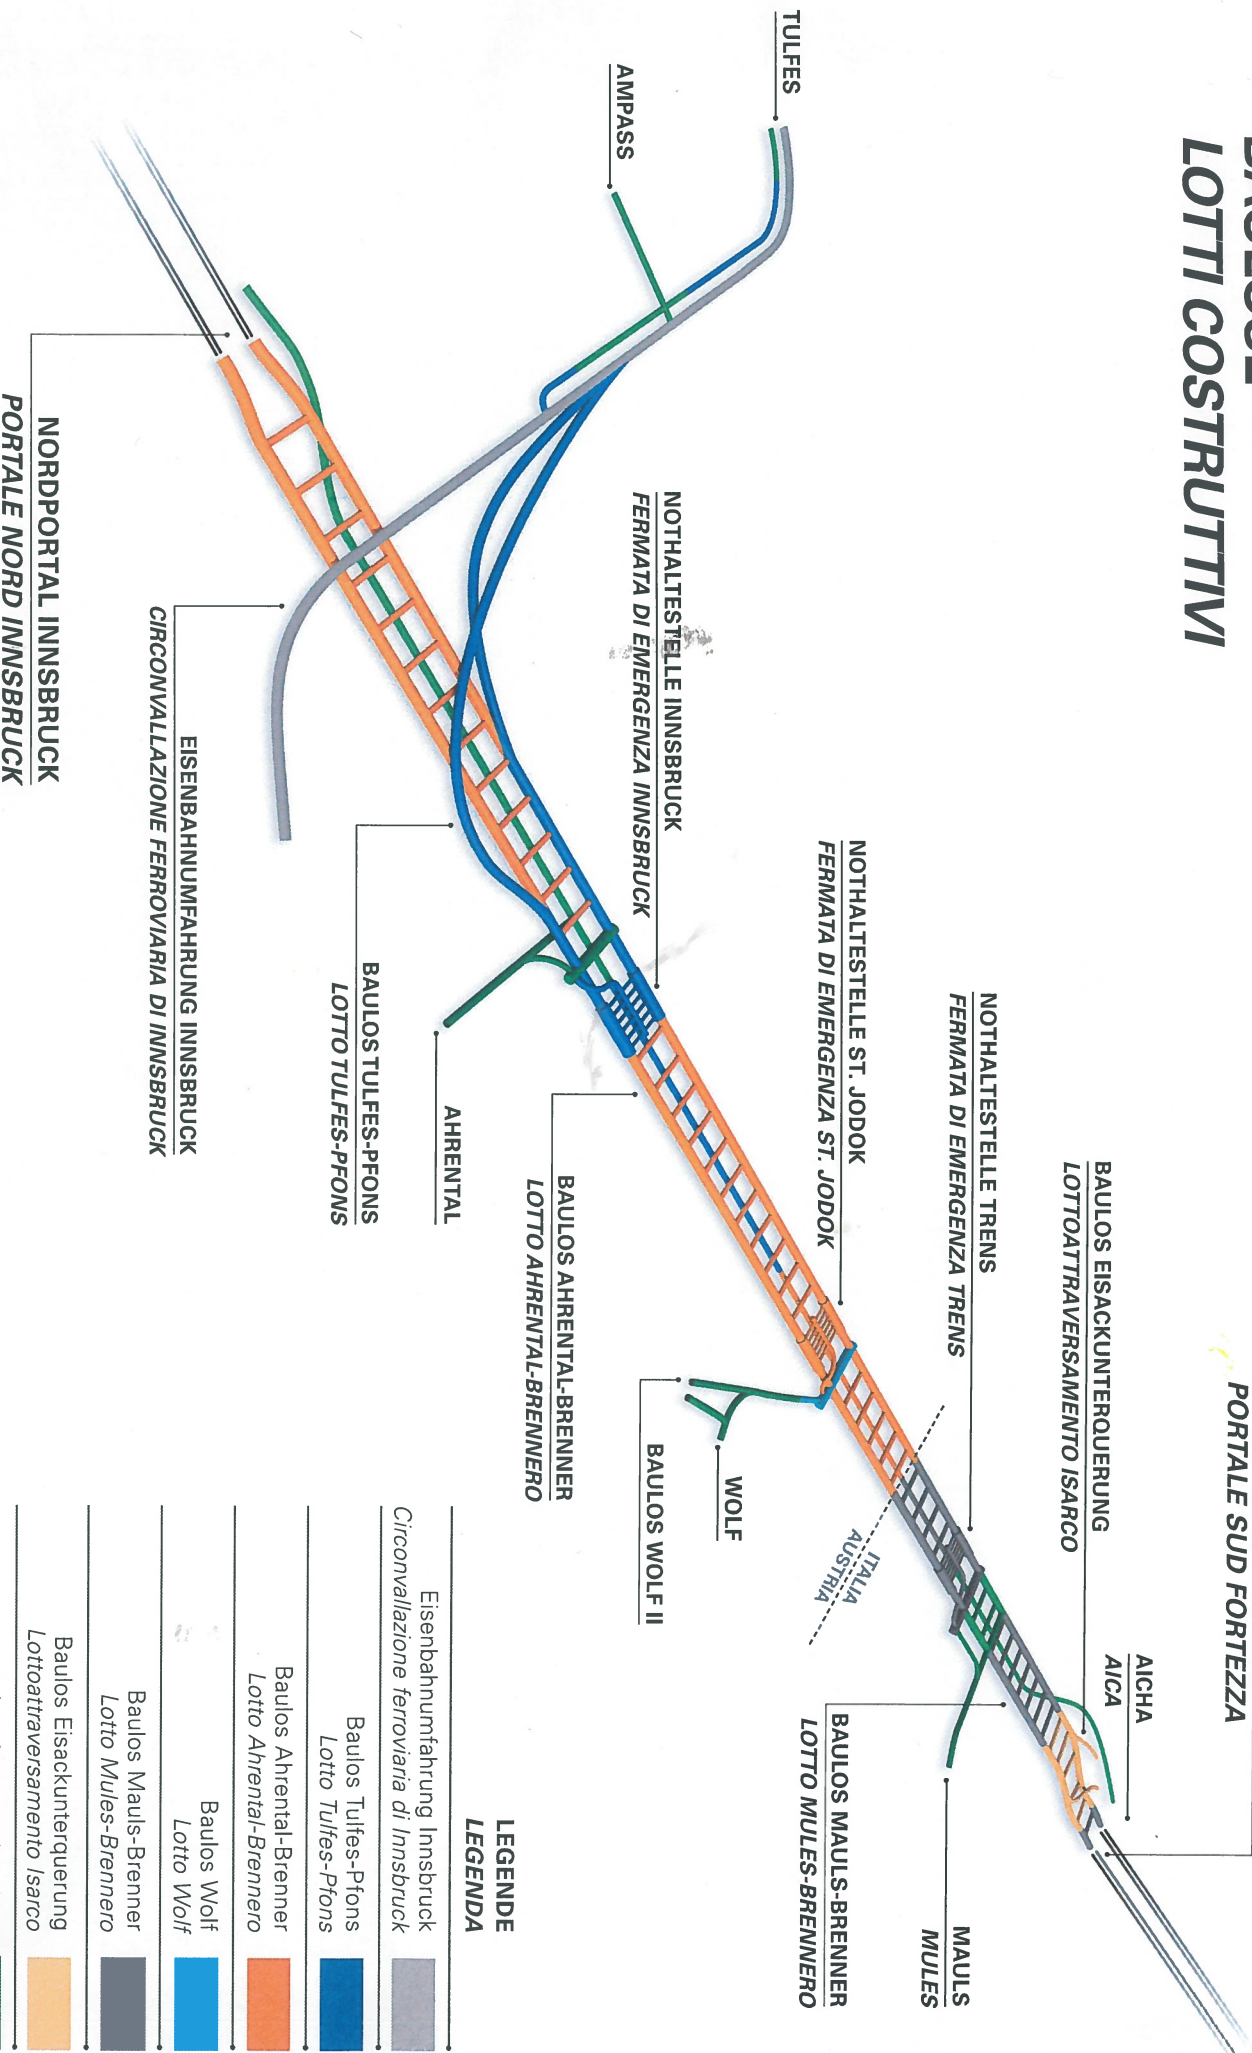 LOTTI COSTRUTTIVI
TULFES
AMPASS
NOTHALTESTELLE INNSBRUCK
FERMATA DI EMERGENZA INNSBRUCK
NOTHALTESTELLE ST. JODOK
FERMATA DI EMERGENZA ST. JODOK
NOTHALTESTELLE TRENS
FERMATA DI EMERGENZA TRENS
BAULOS EISACKUNTERQUERUNG
LOTTOATTRAVERSAMENTO ISARCO
PORTALE SUD FORTEZZA
AICHA
AICA
NORDPORTAL INNSBRUCK
PORTALE NORD INNSBRUCK
EISENBAHNUMFAHRUNG INNSBRUCK
CIRCONVALLAZIONE FERROVIARIA DI INNSBRUCK
BAULOS TULFES-PFONS
LOTTO TULFES-PFONS
AHRENTAL
BAULOS AHRENTAL-BRENNER
LOTTO AHRENTAL-BRENNERO
WOLF
BAULOS WOLF II
ITALIA
AUSTRIA
BAULOS MAULS-BRENNER
LOTTO MULES-BRENNERO
MAULS
MULES
LEGENDE
LEGENDA
Eisenbahnumfahrung Innsbruck
Circonvallazione ferroviaria di Innsbruck
Baulos Tulfes-Pfons
Lotto Tulfes-Pfons
Baulos Ahrental-Brenner
Lotto Ahrental-Brennero
Baulos Wolf
Lotto Wolf
Baulos Mauls-Brenner
Lotto Mules-Brennero
Baulos Eisackunterquerung
Lottoattraversamento Isarco